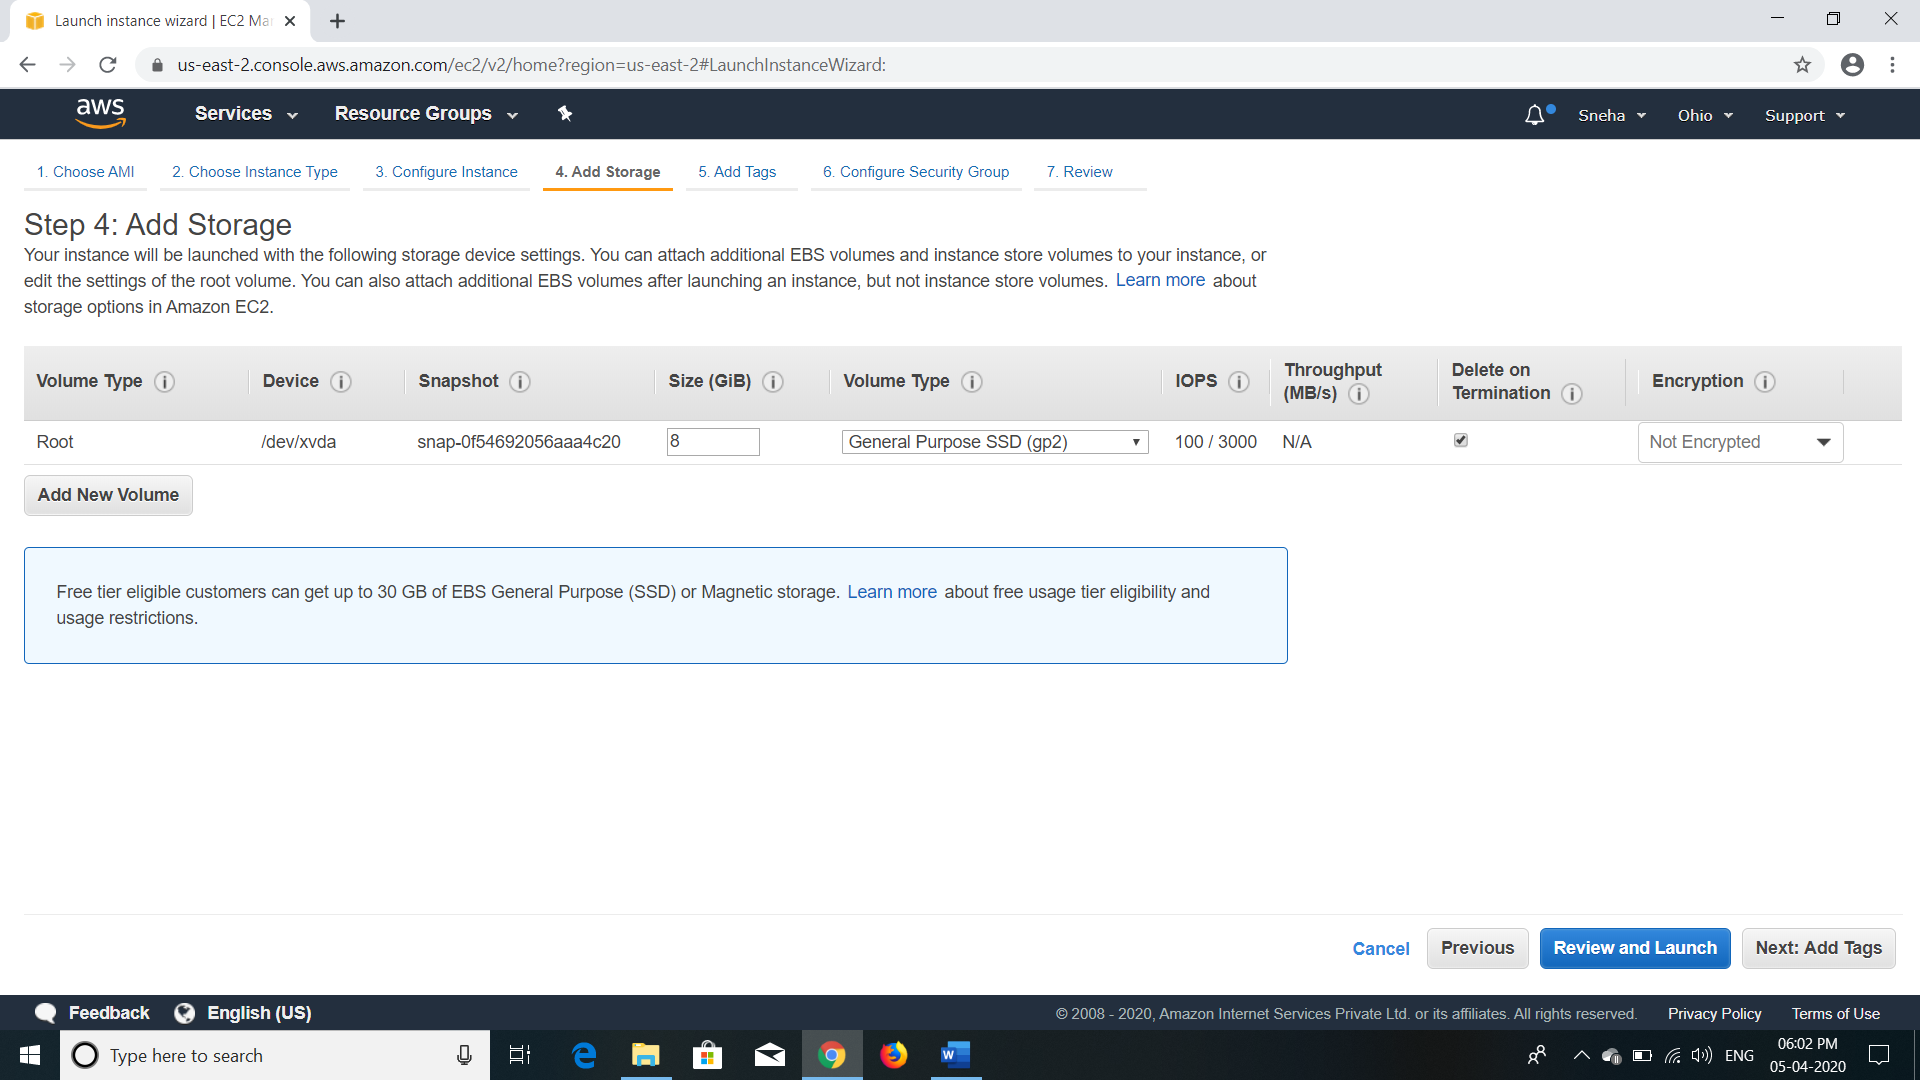 Launch instance wizard | EC2 Mar
us-east-2.console.aws.amazon.com/ec2/v2/home?region=us-east-2#LaunchInstanceWizard:
aws Services Resource Groups Sneha Ohio Support
1. Choose AMI 2. Choose Instance Type 3. Configure Instance 4. Add Storage 5. Add Tags 6. Configure Security Group 7. Review
Step 4: Add Storage
Your instance will be launched with the following storage device settings. You can attach additional EBS volumes and instance store volumes to your instance, or
edit the settings of the root volume. You can also attach additional EBS volumes after launching an instance, but not instance store volumes. Learn more about
storage options in Amazon EC2.
Volume Type i Device i Snapshot i Size (GiB) i Volume Type i IOPS i Throughput (MB/s) i Delete on Termination i Encryption i
Root /dev/xvda snap-0f54692056aaa4c20 8 General Purpose SSD (gp2) 100 / 3000 N/A Not Encrypted
Add New Volume
Free tier eligible customers can get up to 30 GB of EBS General Purpose (SSD) or Magnetic storage. Learn more about free usage tier eligibility and
usage restrictions.
Cancel Previous Review and Launch Next: Add Tags
Feedback English (US) © 2008 - 2020, Amazon Internet Services Private Ltd. or its affiliates. All rights reserved. Privacy Policy Terms of Use
Type here to search ENG 06:02 PM
05-04-2020